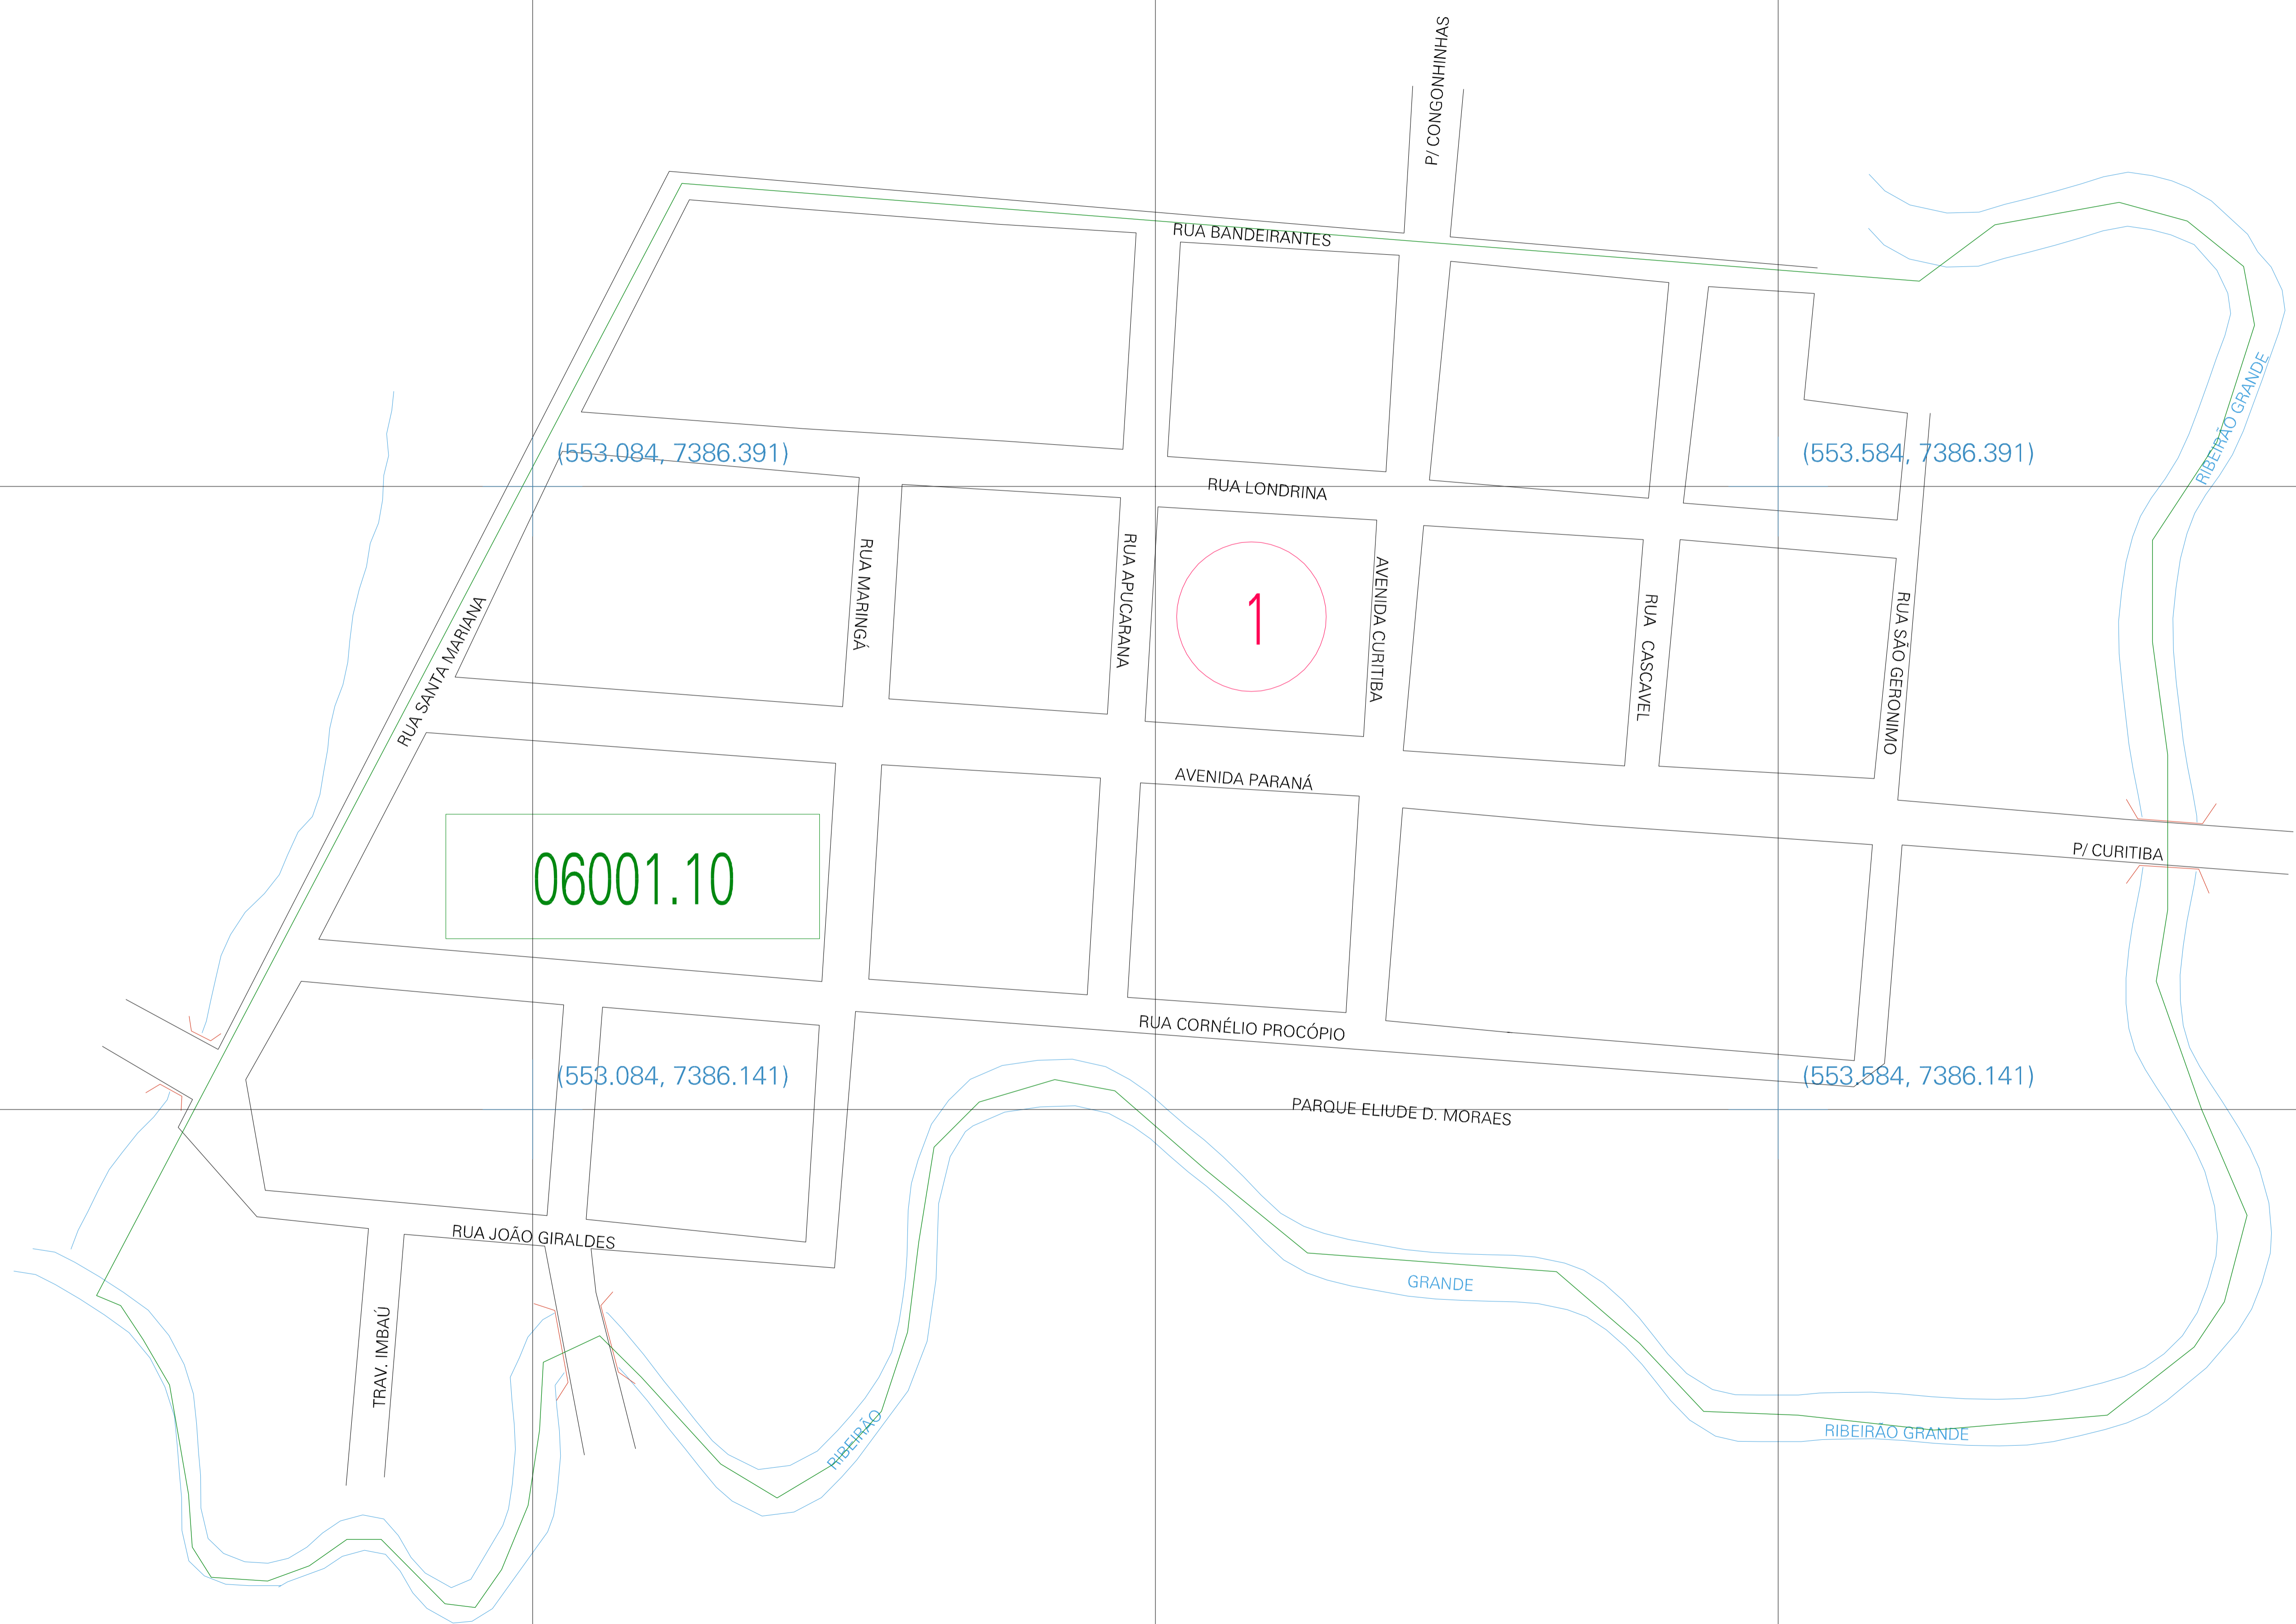 P/ CONGONHINHAS
RUA BANDEIRANTES
RIBEIRÃO GRANDE
(553.084, 7386.391)
(553.584, 7386.391)
RUA LONDRINA
RUA MARINGÁ
RUA APUCARANA
1
AVENIDA CURITIBA
RUA CASCAVEL
RUA SÃO GERONIMO
RUA SANTA MARIANA
AVENIDA PARANÁ
P/ CURITIBA
06001.10
RUA CORNÉLIO PROCÓPIO
(553.084, 7386.141)
(553.584, 7386.141)
PARQUE ELIUDE D. MORAES
RUA JOÃO GIRALDES
GRANDE
TRAV. IMBAÚ
RIBEIRÃO
RIBEIRÃO GRANDE